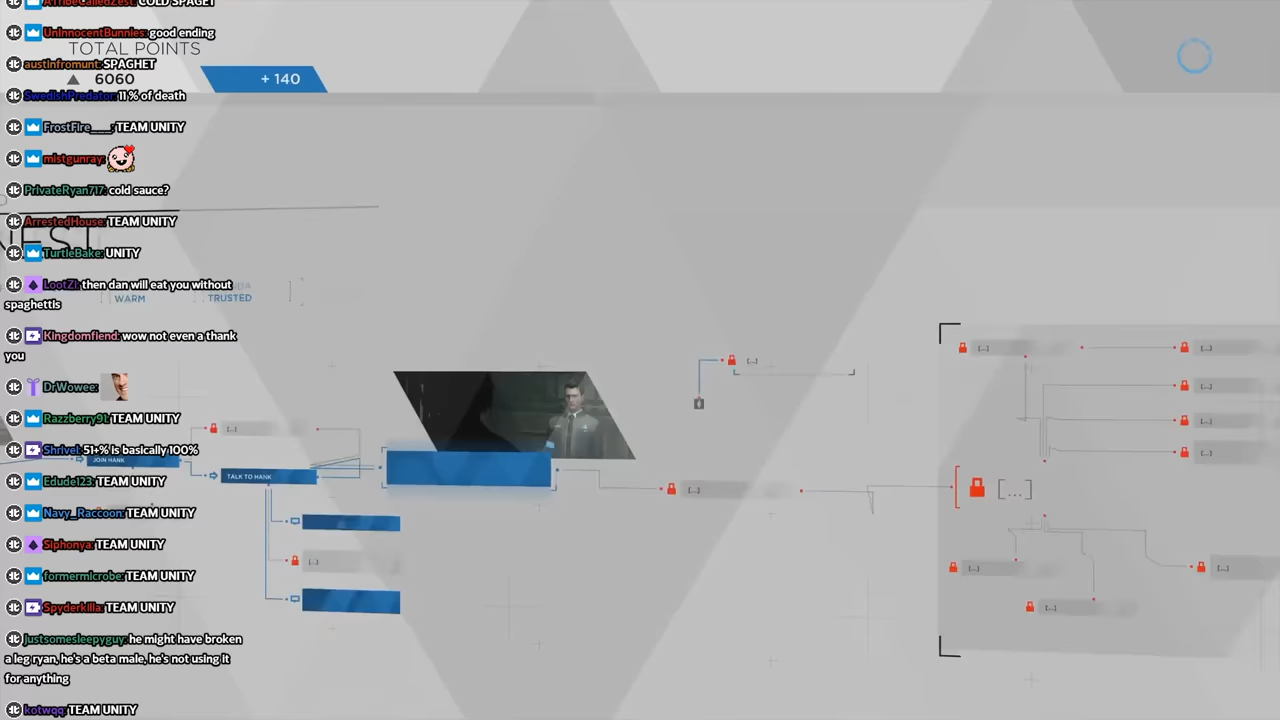 ATribeCalledZest: COLD SPAGET
UnInnocentBunnies: good ending
TOTAL POINTS
austinfromunt: SPAGHET
6060
+ 140
SwedishPredator: 11 % of death
FrostFire___: TEAM UNITY
mistgunray:
PrivateRyan717: cold sauce?
ArrestedHouse: TEAM UNITY
NEST
TurtleBake: UNITY
LootZi: then dan will eat you without
spaghettis
WARM
TRUSTED
Kingdomfiend: wow not even a thank
you
[...]
[...]
[...]
DrWowee:
Razzberry91: TEAM UNITY
[...]
[...]
[...]
[...]
Shrivel: 51+% is basically 100%
JOIN HANK
TALK TO HANK
Edude123: TEAM UNITY
[...]
[...]
Navy_Raccoon: TEAM UNITY
Siphonya: TEAM UNITY
[...]
[...]
[...]
formermicrobe: TEAM UNITY
Spyderkilla: TEAM UNITY
[...]
justsomesleepyguy: he might have broken
a leg ryan, he's a beta male, he's not using it
for anything
kotwqq: TEAM UNITY